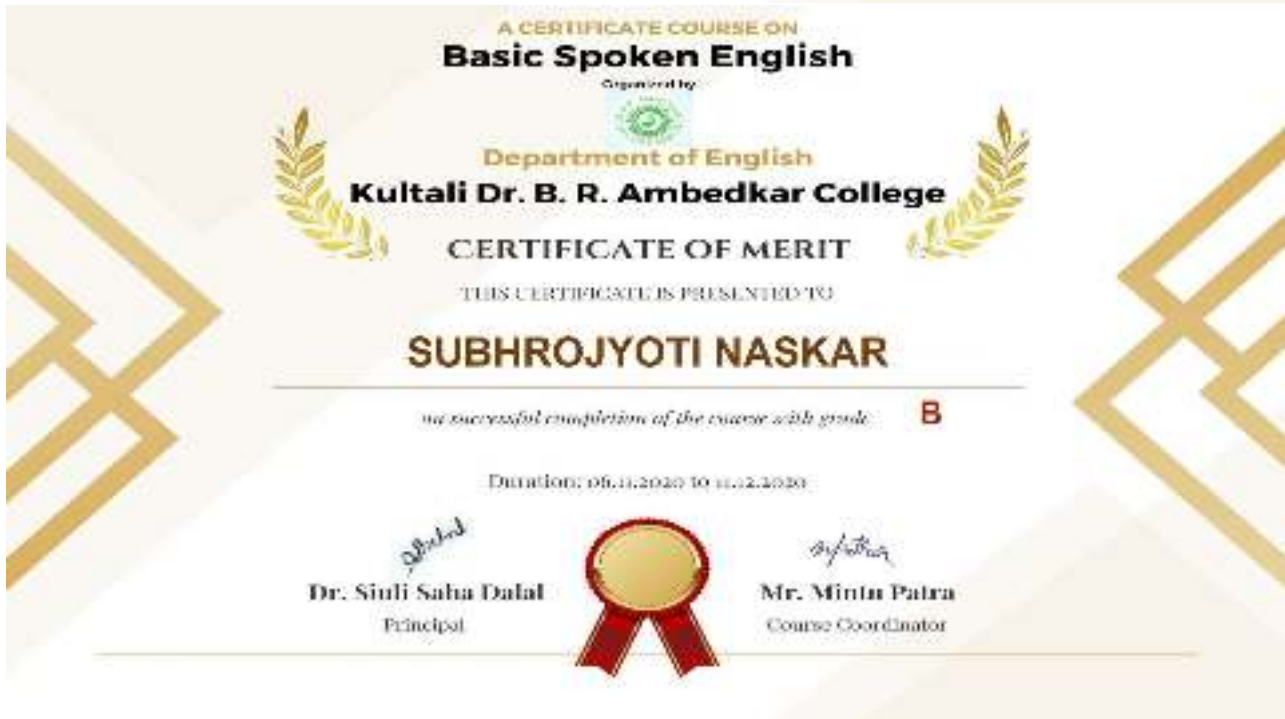 A CERTIFICATE COURSE ON
Basic Spoken English
Organized by
Department of English
Kultali Dr. B. R. Ambedkar College
CERTIFICATE OF MERIT
THIS CERTIFICATE IS PRESENTED TO
SUBHROJYOTI NASKAR
on successful completion of the course with grade B
Duration: 06.11.2020 to 11.12.2020
Dr. Siuli Saha Dalal Mr. Mintu Patra
Principal Course Coordinator